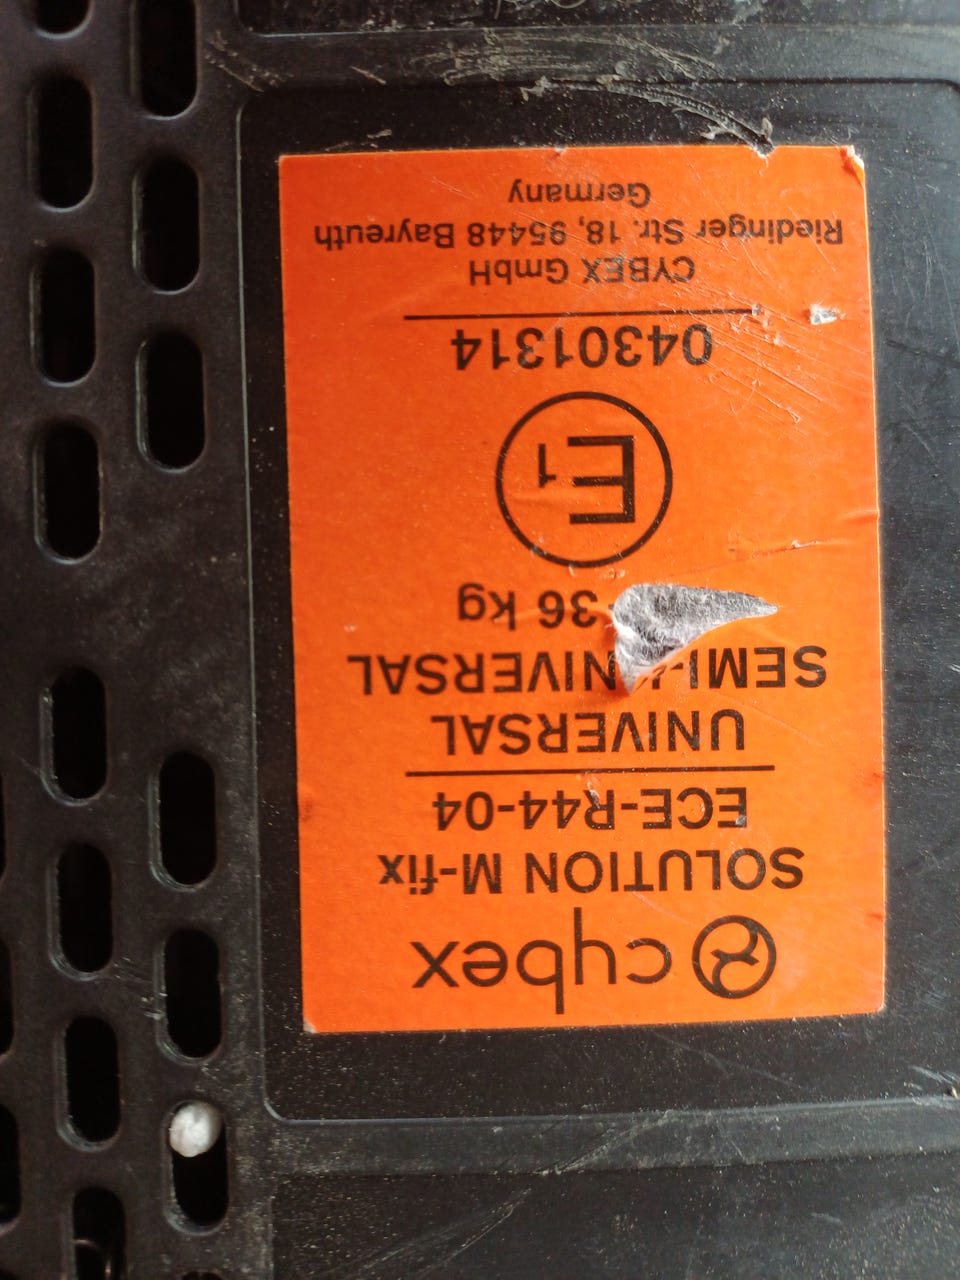 cybex
SOLUTION M-fix
ECE-R44-04
UNIVERSAL
SEMI-UNIVERSAL
36 kg
E1
04301314
CYBEX GmbH
Riedinger Str. 18, 95448 Bayreuth
Germany